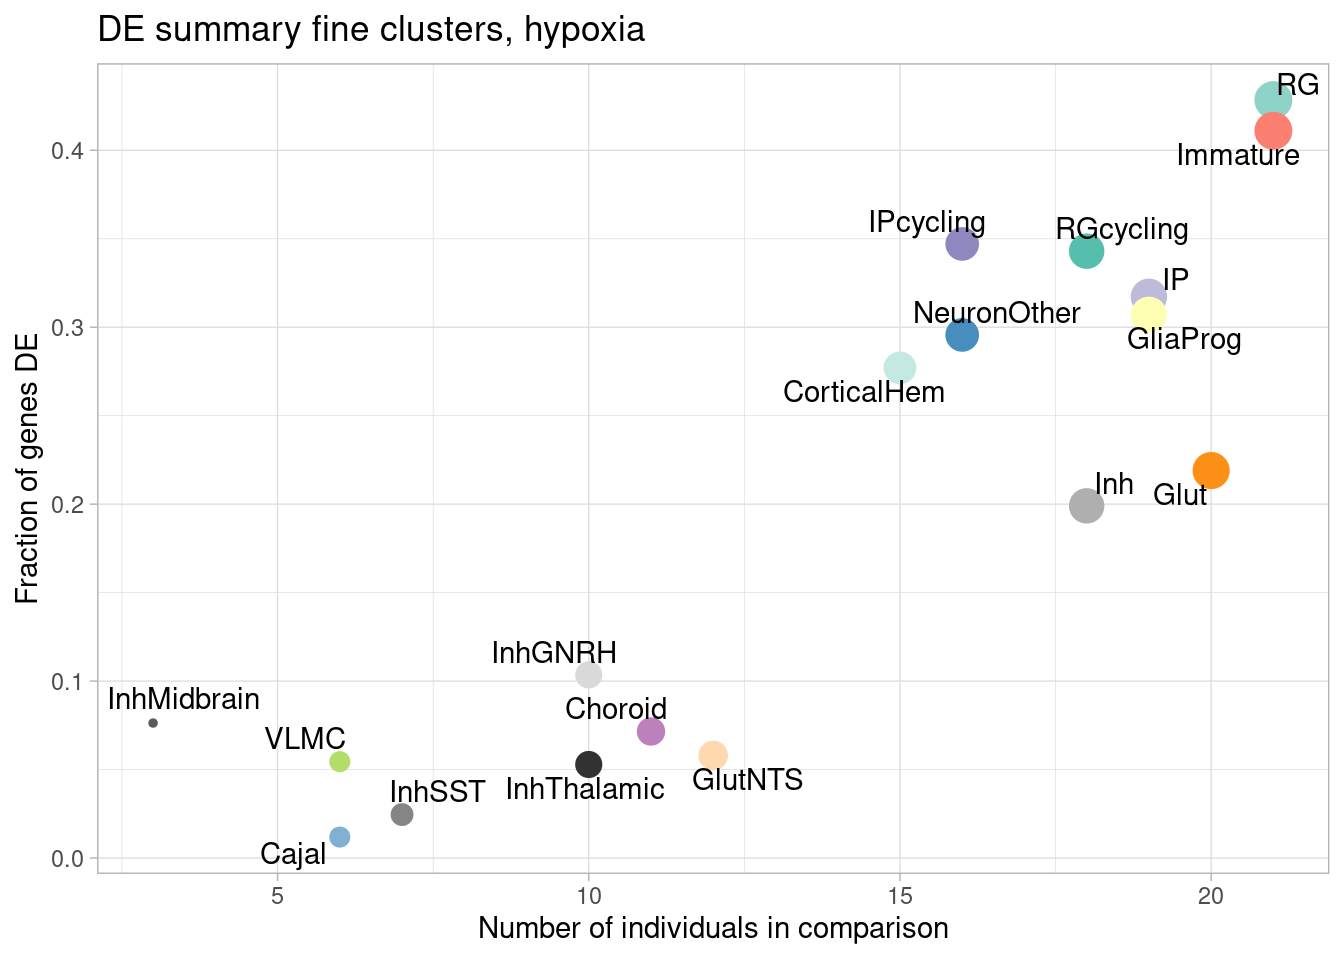 DE summary fine clusters, hypoxia
RG
Immature
IPcycling
RGcycling
IP
NeuronOther
GliaProg
CorticalHem
Inh
Glut
InhGNRH
InhMidbrain
Choroid
VLMC
GlutNTS
InhSST
InhThalamic
Cajal
0.4
0.3
0.2
0.1
0.0
Fraction of genes DE
5 10 15 20
Number of individuals in comparison